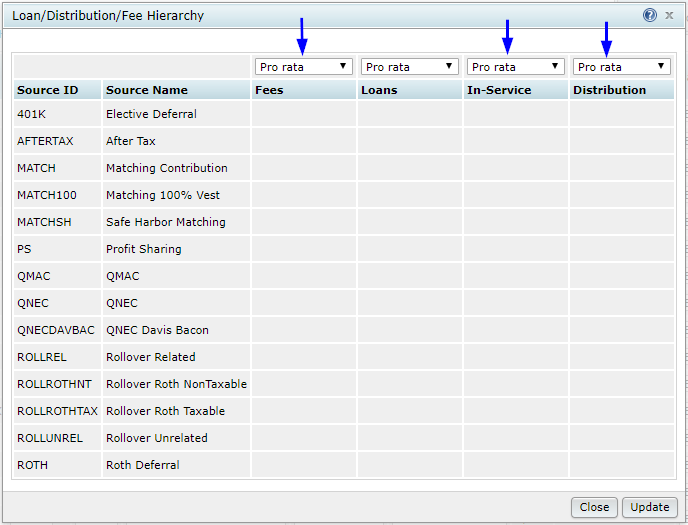 Loan/Distribution/Fee Hierarchy
Pro rata Pro rata Pro rata Pro rata
Source ID Source Name Fees Loans In-Service Distribution
401K Elective Deferral
AFTERTAX After Tax
MATCH Matching Contribution
MATCH100 Matching 100% Vest
MATCHSH Safe Harbor Matching
PS Profit Sharing
QMAC QMAC
QNEC QNEC
QNECDAVBAC QNEC Davis Bacon
ROLLREL Rollover Related
ROLLROTHNT Rollover Roth NonTaxable
ROLLROTHTAX Rollover Roth Taxable
ROLLUNREL Rollover Unrelated
ROTH Roth Deferral
Close Update